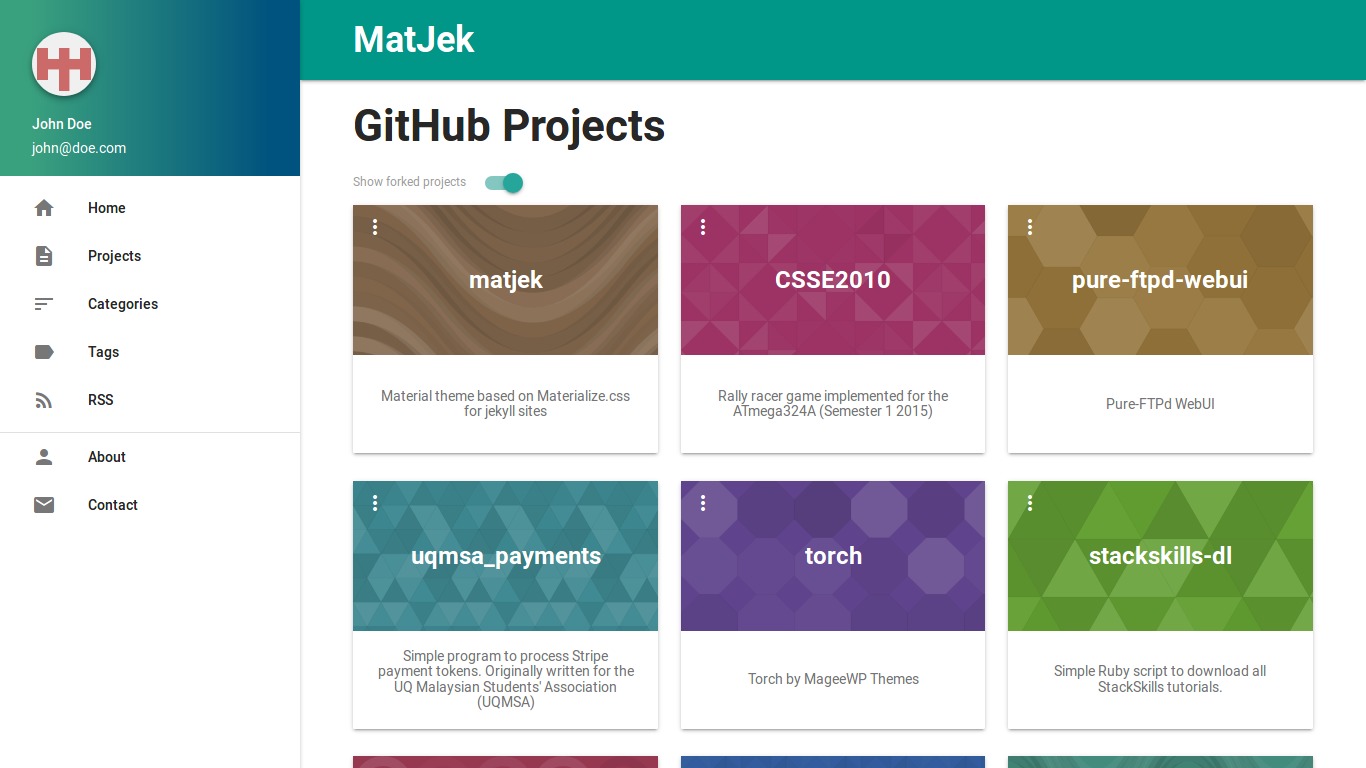 John Doe
john@doe.com
Home
Projects
Categories
Tags
RSS
About
Contact
MatJek
GitHub Projects
Show forked projects
matjek
Material theme based on Materialize.css
for jekyll sites
CSSE2010
Rally racer game implemented for the
ATmega324A (Semester 1 2015)
pure-ftpd-webui
Pure-FTPd WebUI
uqmsa_payments
Simple program to process Stripe
payment tokens. Originally written for the
UQ Malaysian Students' Association
(UQMSA)
torch
Torch by MageeWP Themes
stackskills-dl
Simple Ruby script to download all
StackSkills tutorials.